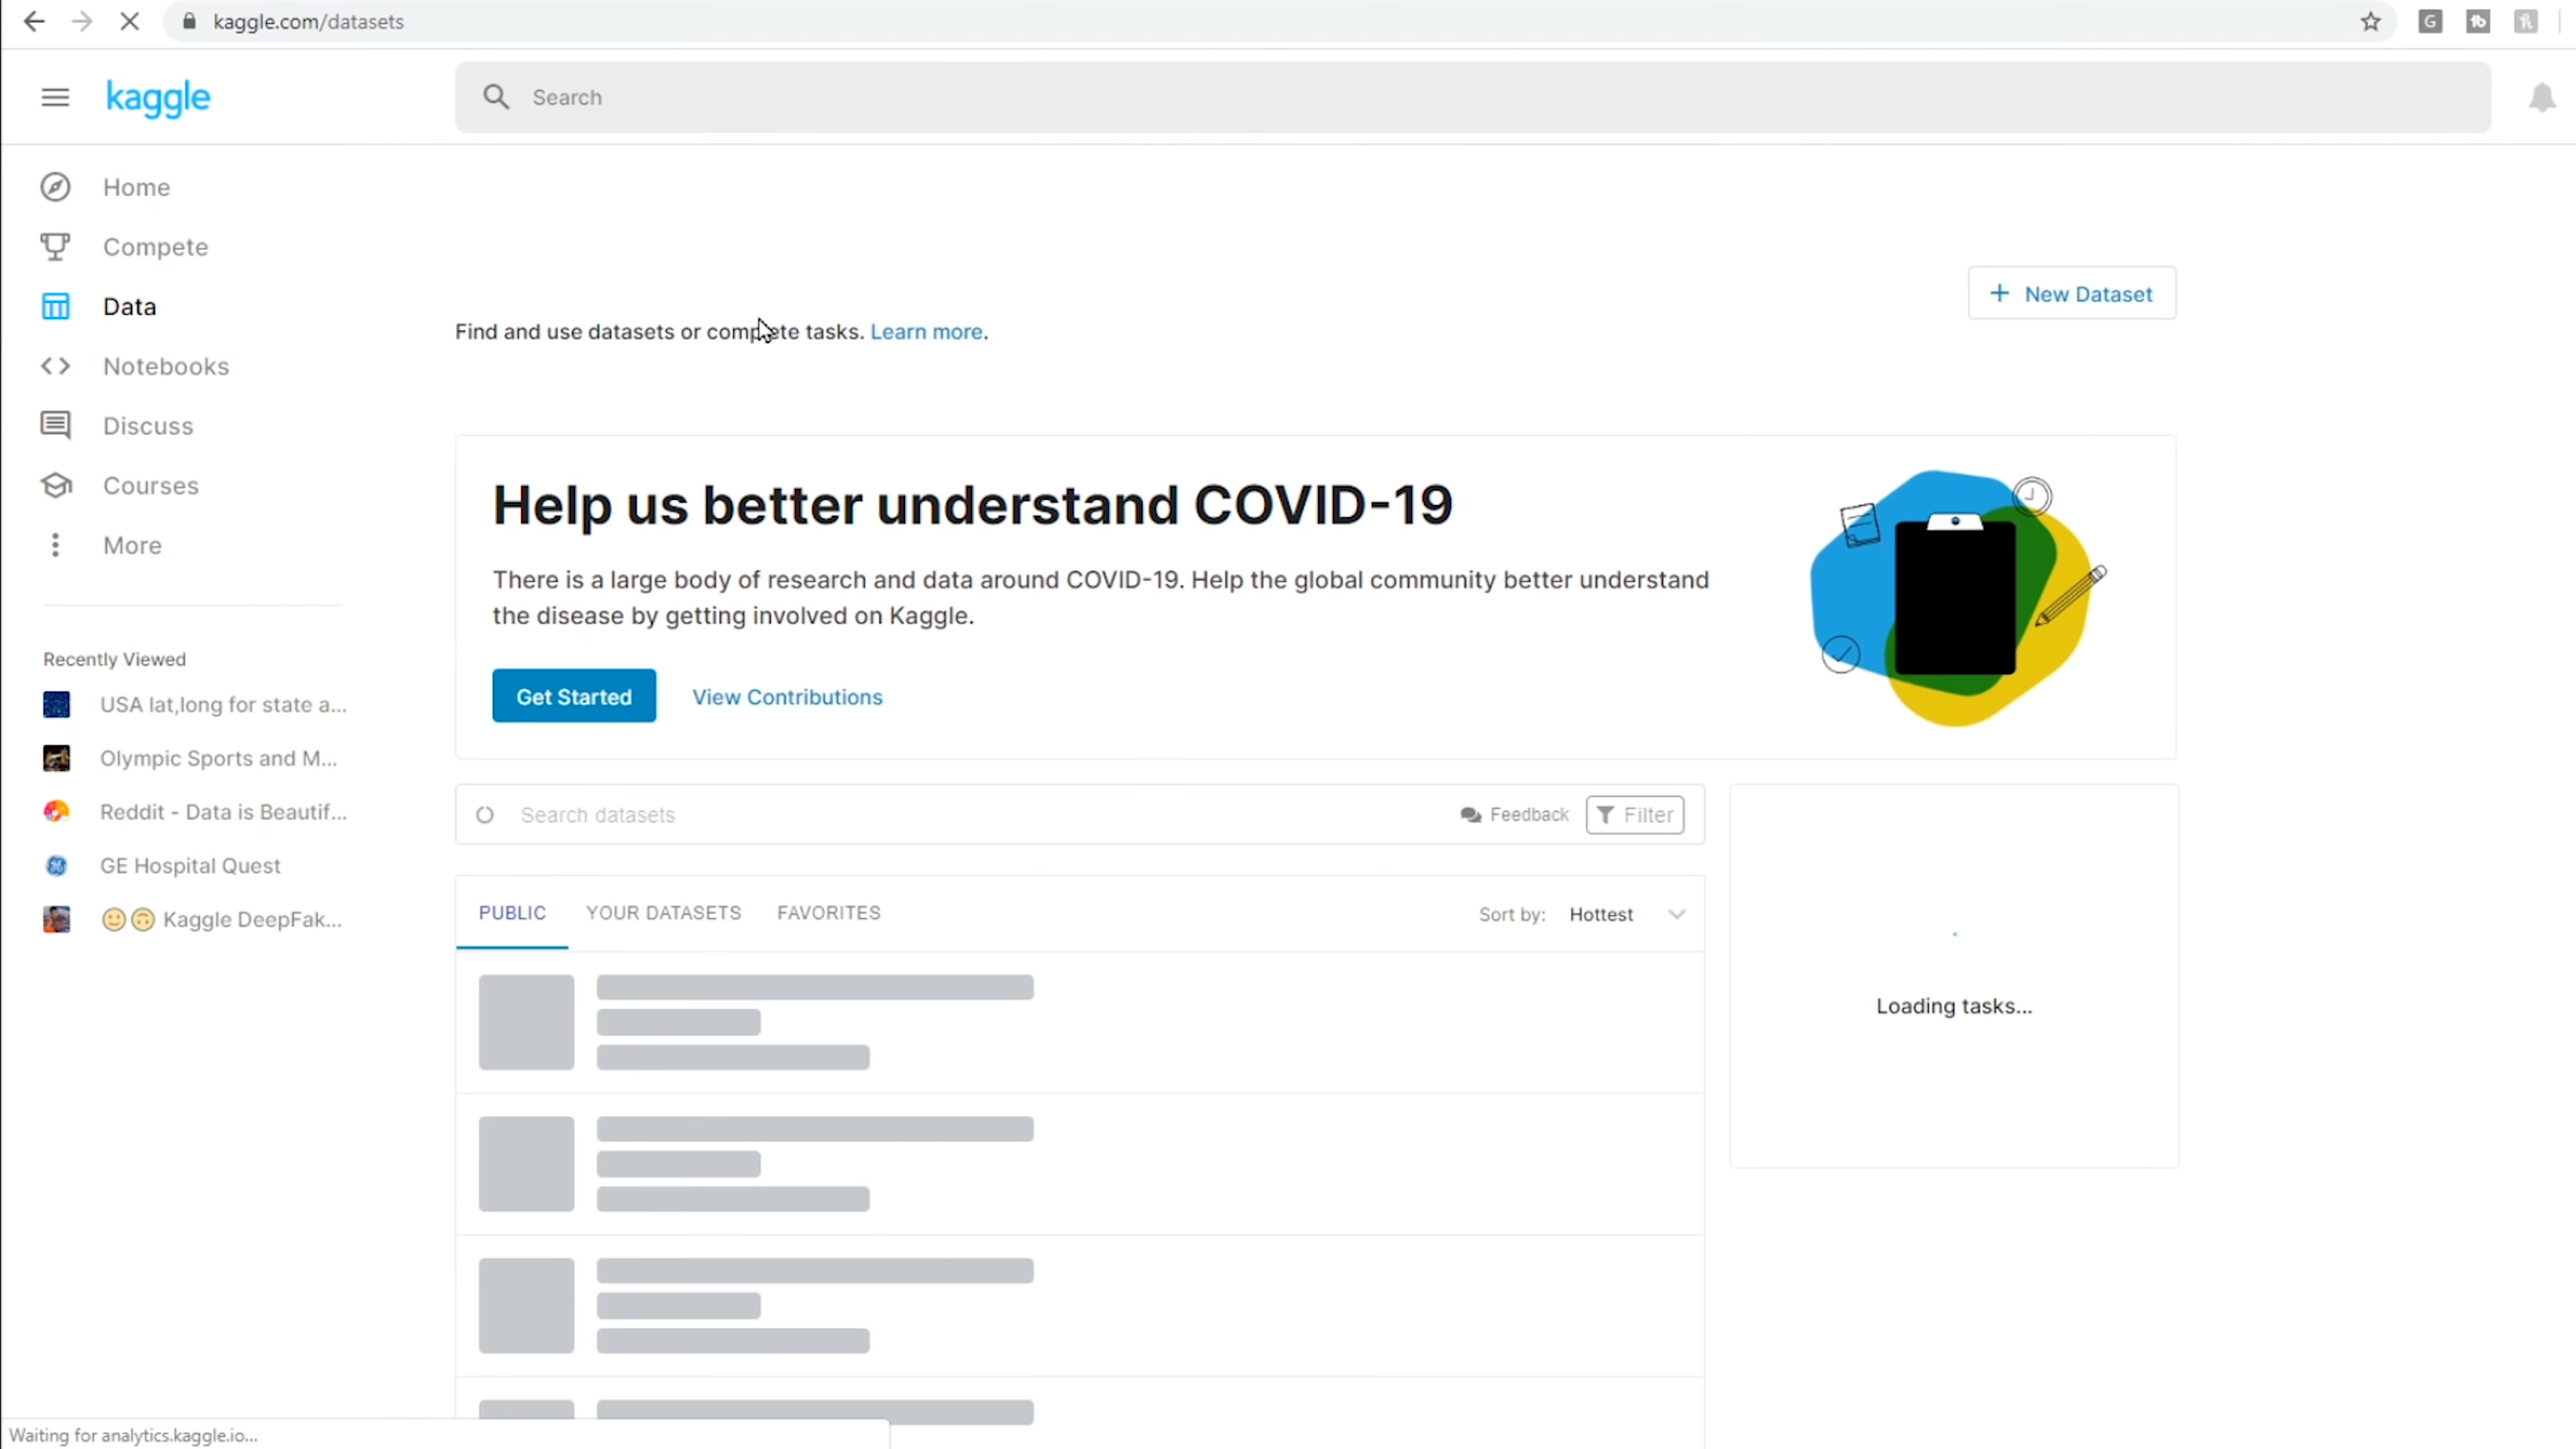 kaggle.com/datasets
kaggle
Search
Home
Compete
Data
Notebooks
Discuss
Courses
More
Recently Viewed
USA lat,long for state a...
Olympic Sports and M...
Reddit - Data is Beautif...
GE Hospital Quest
🙂🙃 Kaggle DeepFak...
New Dataset
Find and use datasets or complete tasks. Learn more.
Help us better understand COVID-19
There is a large body of research and data around COVID-19. Help the global community better understand
the disease by getting involved on Kaggle.
Get Started View Contributions
Search datasets Feedback Filter
PUBLIC YOUR DATASETS FAVORITES Sort by: Hottest
Loading tasks...
Waiting for analytics.kaggle.io...